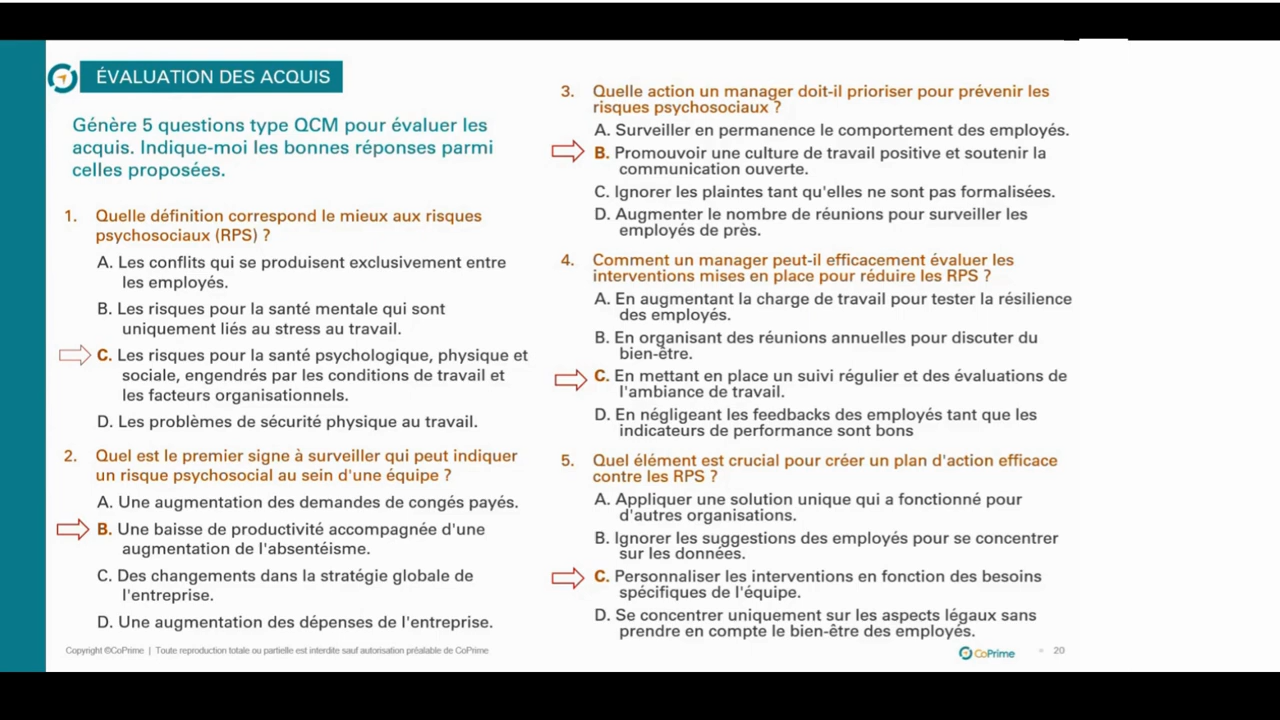 ÉVALUATION DES ACQUIS
Génère 5 questions type QCM pour évaluer les
acquis. Indique-moi les bonnes réponses parmi
celles proposées.
1. Quelle définition correspond le mieux aux risques
psychosociaux (RPS) ?
A. Les conflits qui se produisent exclusivement entre
les employés.
B. Les risques pour la santé mentale qui sont
uniquement liés au stress au travail.
C. Les risques pour la santé psychologique, physique et
sociale, engendrés par les conditions de travail et
les facteurs organisationnels.
D. Les problèmes de sécurité physique au travail.
2. Quel est le premier signe à surveiller qui peut indiquer
un risque psychosocial au sein d'une équipe ?
A. Une augmentation des demandes de congés payés.
B. Une baisse de productivité accompagnée d'une
augmentation de l'absentéisme.
C. Des changements dans la stratégie globale de
l'entreprise.
D. Une augmentation des dépenses de l'entreprise.
3. Quelle action un manager doit-il prioriser pour prévenir les
risques psychosociaux ?
A. Surveiller en permanence le comportement des employés.
B. Promouvoir une culture de travail positive et soutenir la
communication ouverte.
C. Ignorer les plaintes tant qu'elles ne sont pas formalisées.
D. Augmenter le nombre de réunions pour surveiller les
employés de près.
4. Comment un manager peut-il efficacement évaluer les
interventions mises en place pour réduire les RPS ?
A. En augmentant la charge de travail pour tester la résilience
des employés.
B. En organisant des réunions annuelles pour discuter du
bien-être.
C. En mettant en place un suivi régulier et des évaluations de
l'ambiance de travail.
D. En négligeant les feedbacks des employés tant que les
indicateurs de performance sont bons
5. Quel élément est crucial pour créer un plan d'action efficace
contre les RPS ?
A. Appliquer une solution unique qui a fonctionné pour
d'autres organisations.
B. Ignorer les suggestions des employés pour se concentrer
sur les données.
C. Personnaliser les interventions en fonction des besoins
spécifiques de l'équipe.
D. Se concentrer uniquement sur les aspects légaux sans
prendre en compte le bien-être des employés.
Copyright ©CoPrime | Toute reproduction totale ou partielle est interdite sauf autorisation préalable de CoPrime
CoPrime
20